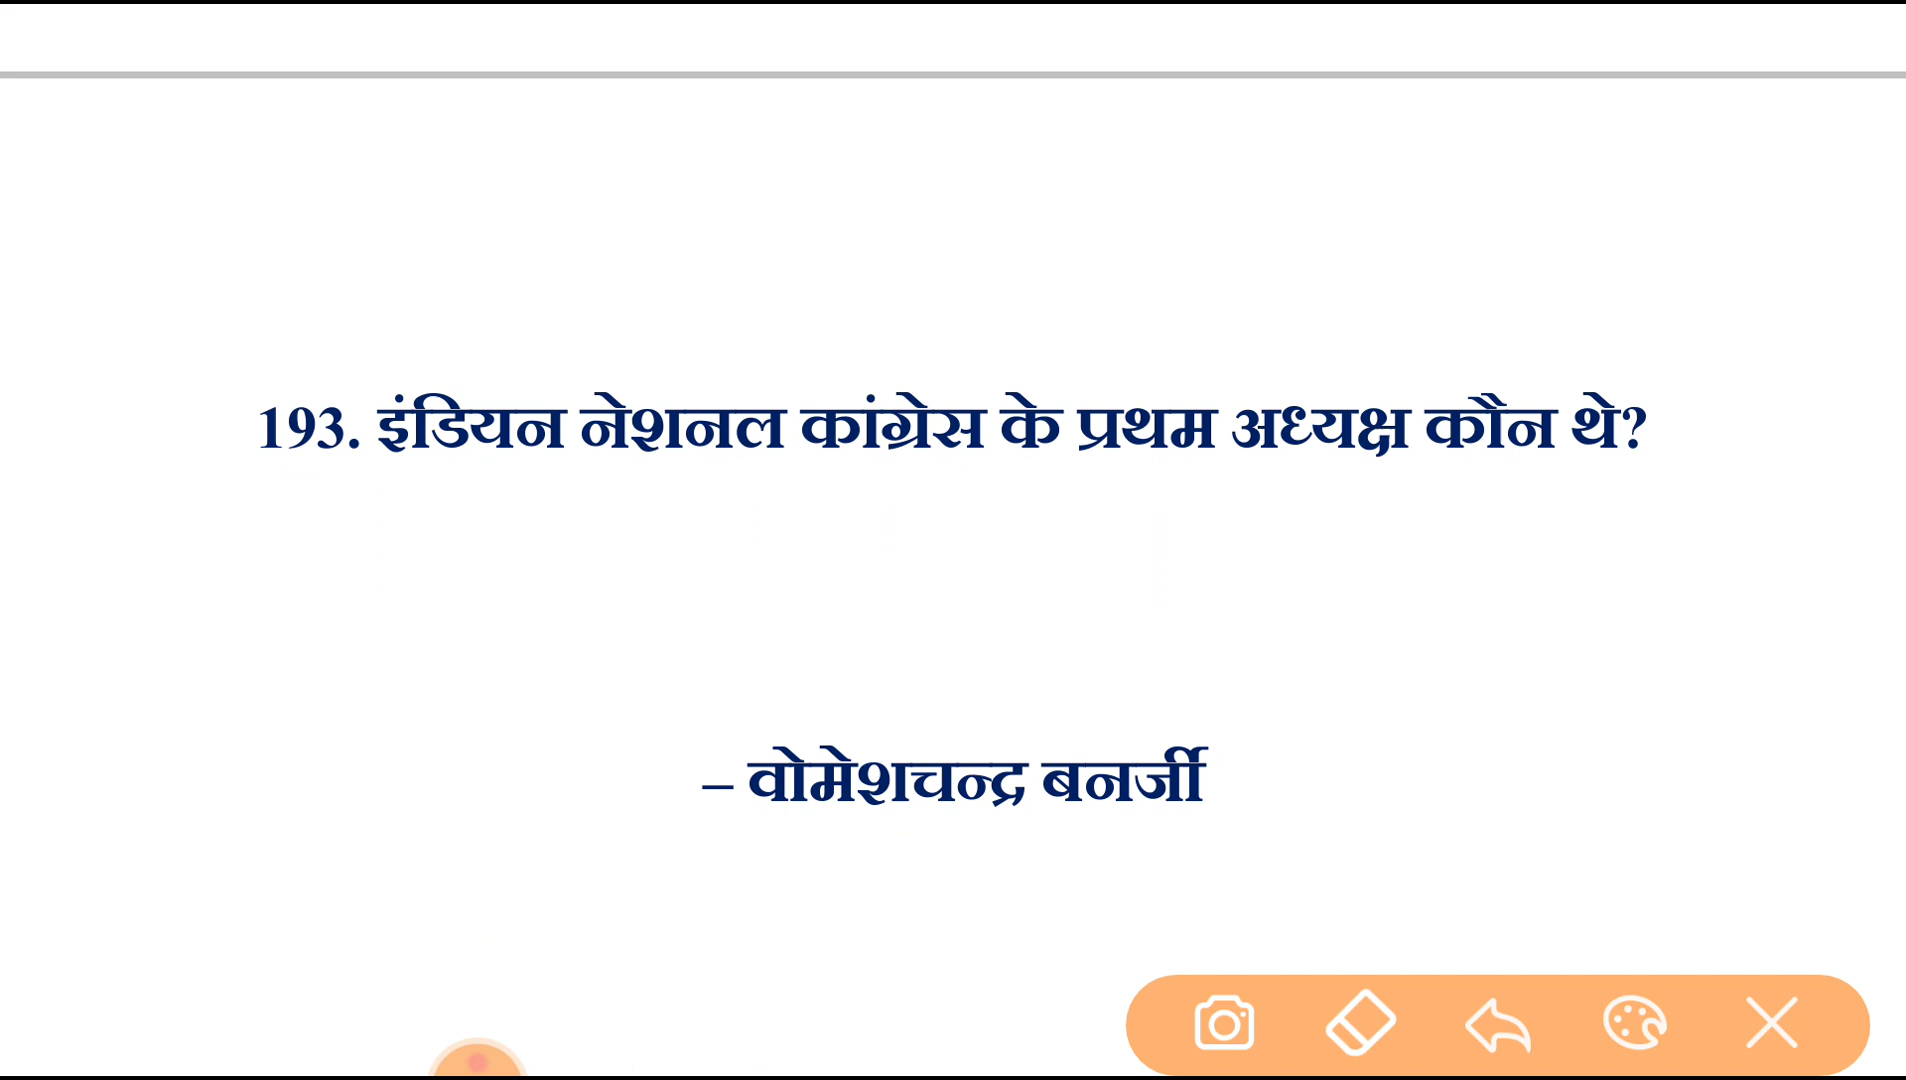 193. इंडियन नेशनल कांग्रेस के प्रथम अध्यक्ष कौन थे?
– वोमेशचन्द्र बनर्जी